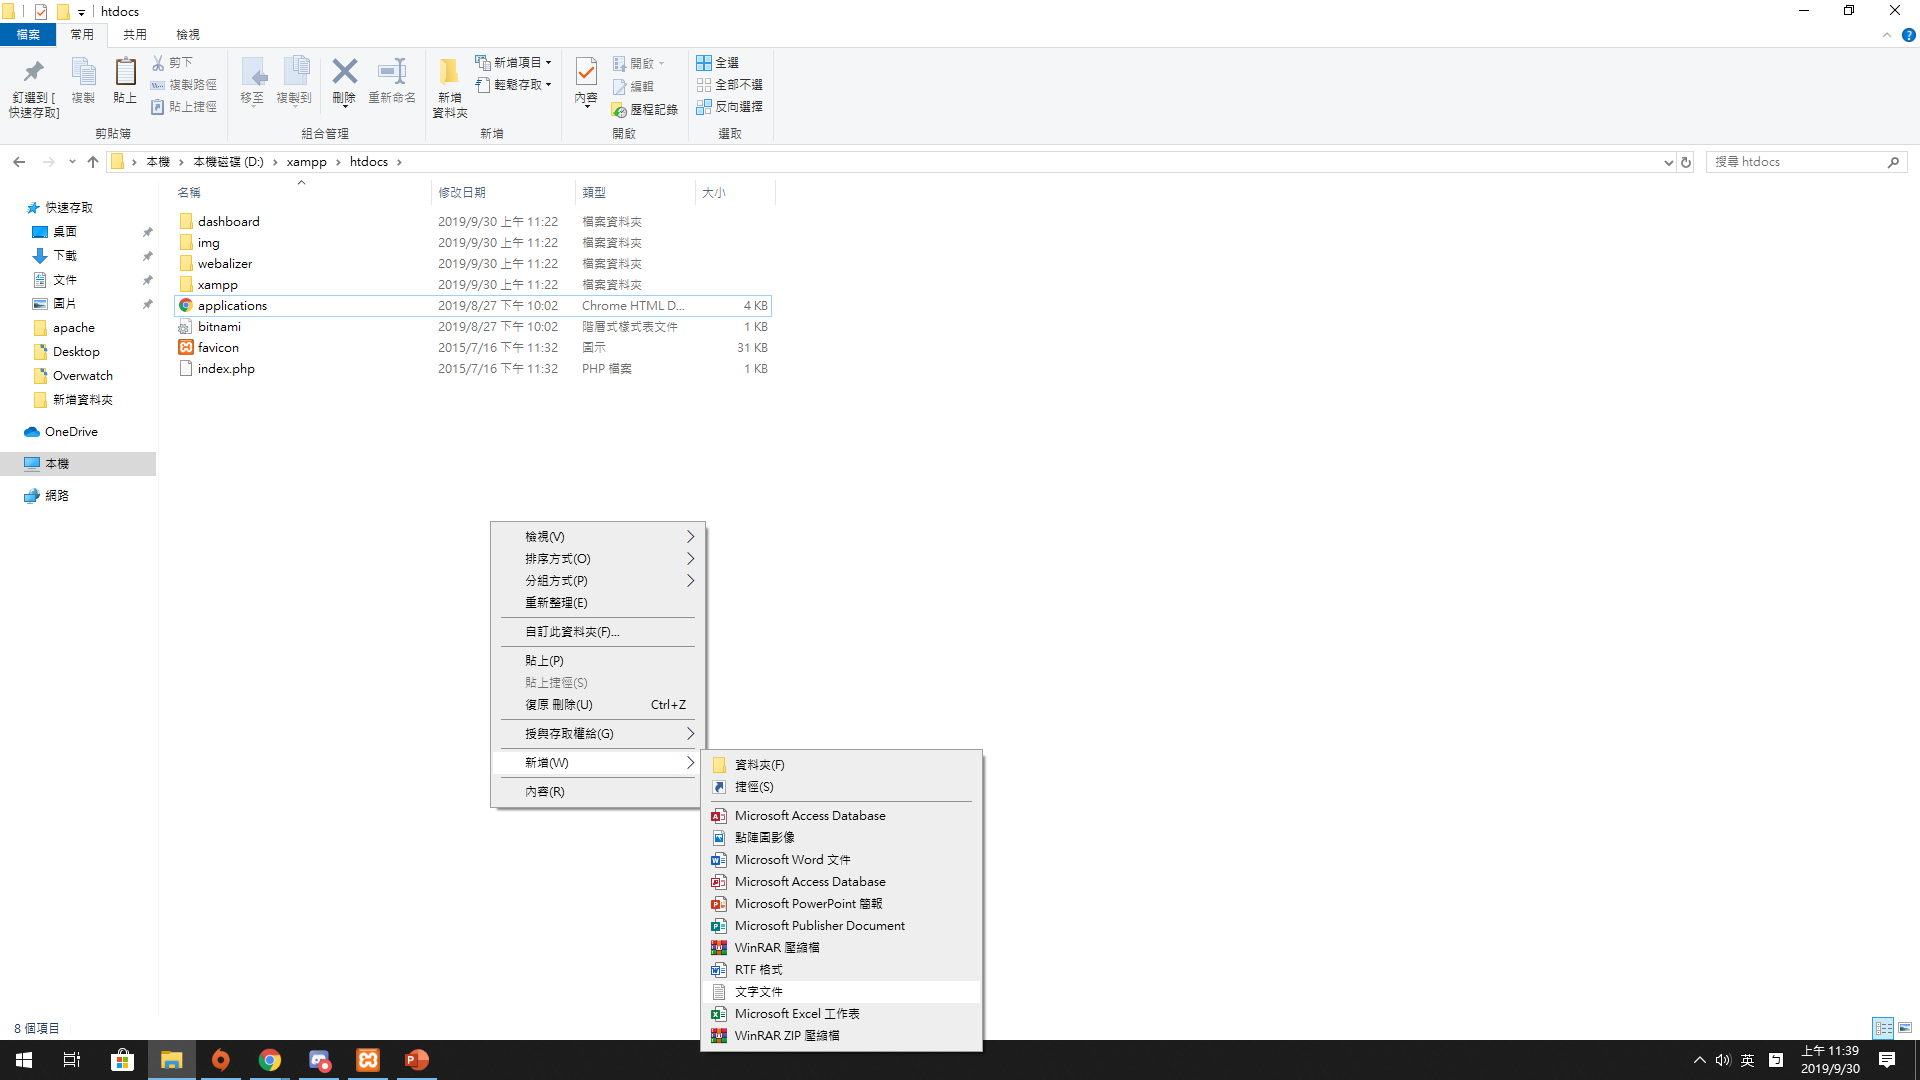 htdocs
檔案 常用 共用 檢視
釘選到 [
快速存取]
複製
貼上
剪下
複製路徑
貼上捷徑
剪貼簿
移至
複製到
刪除
重新命名
組合管理
新增
資料夾
新增項目
輕鬆存取
新增
內容
開啟
編輯
歷程記錄
開啟
全選
全部不選
反向選擇
選取
本機 本機磁碟 (D:) xampp htdocs
搜尋 htdocs
名稱 修改日期 類型 大小
dashboard 2019/9/30 上午 11:22 檔案資料夾
img 2019/9/30 上午 11:22 檔案資料夾
webalizer 2019/9/30 上午 11:22 檔案資料夾
xampp 2019/9/30 上午 11:22 檔案資料夾
applications 2019/8/27 下午 10:02 Chrome HTML D... 4 KB
bitnami 2019/8/27 下午 10:02 階層式樣式表文件 1 KB
favicon 2015/7/16 下午 11:32 圖示 31 KB
index.php 2015/7/16 下午 11:32 PHP 檔案 1 KB
快速存取
桌面
下載
文件
圖片
apache
Desktop
Overwatch
新增資料夾
OneDrive
本機
網路
檢視(V)
排序方式(O)
分組方式(P)
重新整理(E)
自訂此資料夾(F)...
貼上(P)
貼上捷徑(S)
復原 刪除(U) Ctrl+Z
授與存取權給(G)
新增(W)
內容(R)
資料夾(F)
捷徑(S)
Microsoft Access Database
點陣圖影像
Microsoft Word 文件
Microsoft Access Database
Microsoft PowerPoint 簡報
Microsoft Publisher Document
WinRAR 壓縮檔
RTF 格式
文字文件
Microsoft Excel 工作表
WinRAR ZIP 壓縮檔
8 個項目
英
上午 11:39
2019/9/30